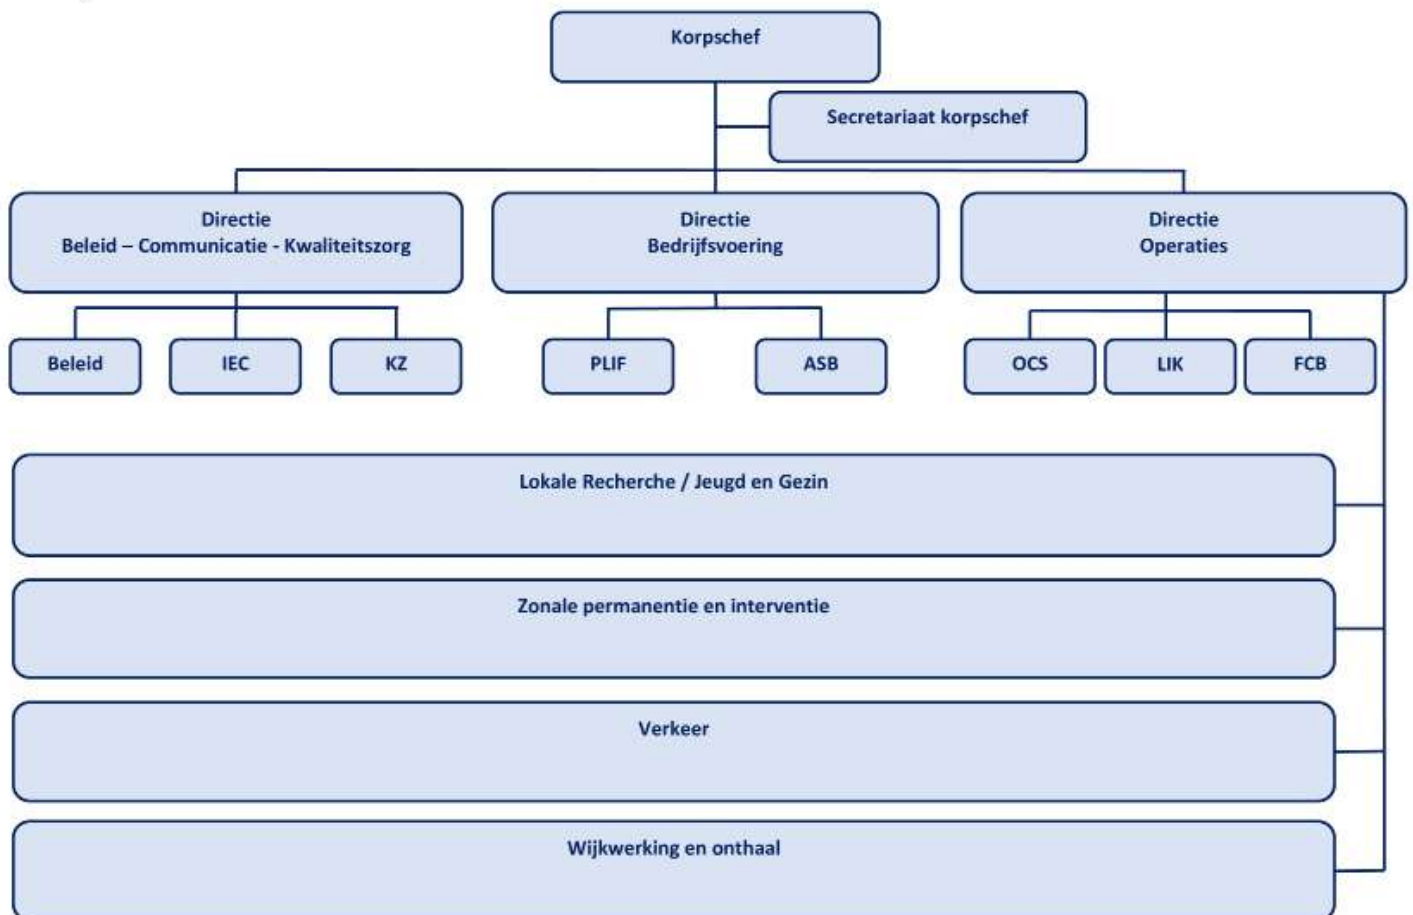 Korpschef
Secretariaat korpschef
Directie
Beleid – Communicatie - Kwaliteitszorg
Directie
Bedrijfsvoering
Directie
Operaties
Beleid
IEC
KZ
PLIF
ASB
OCS
LIK
FCB
Lokale Recherche / Jeugd en Gezin
Zonale permanentie en interventie
Verkeer
Wijkwerking en onthaal